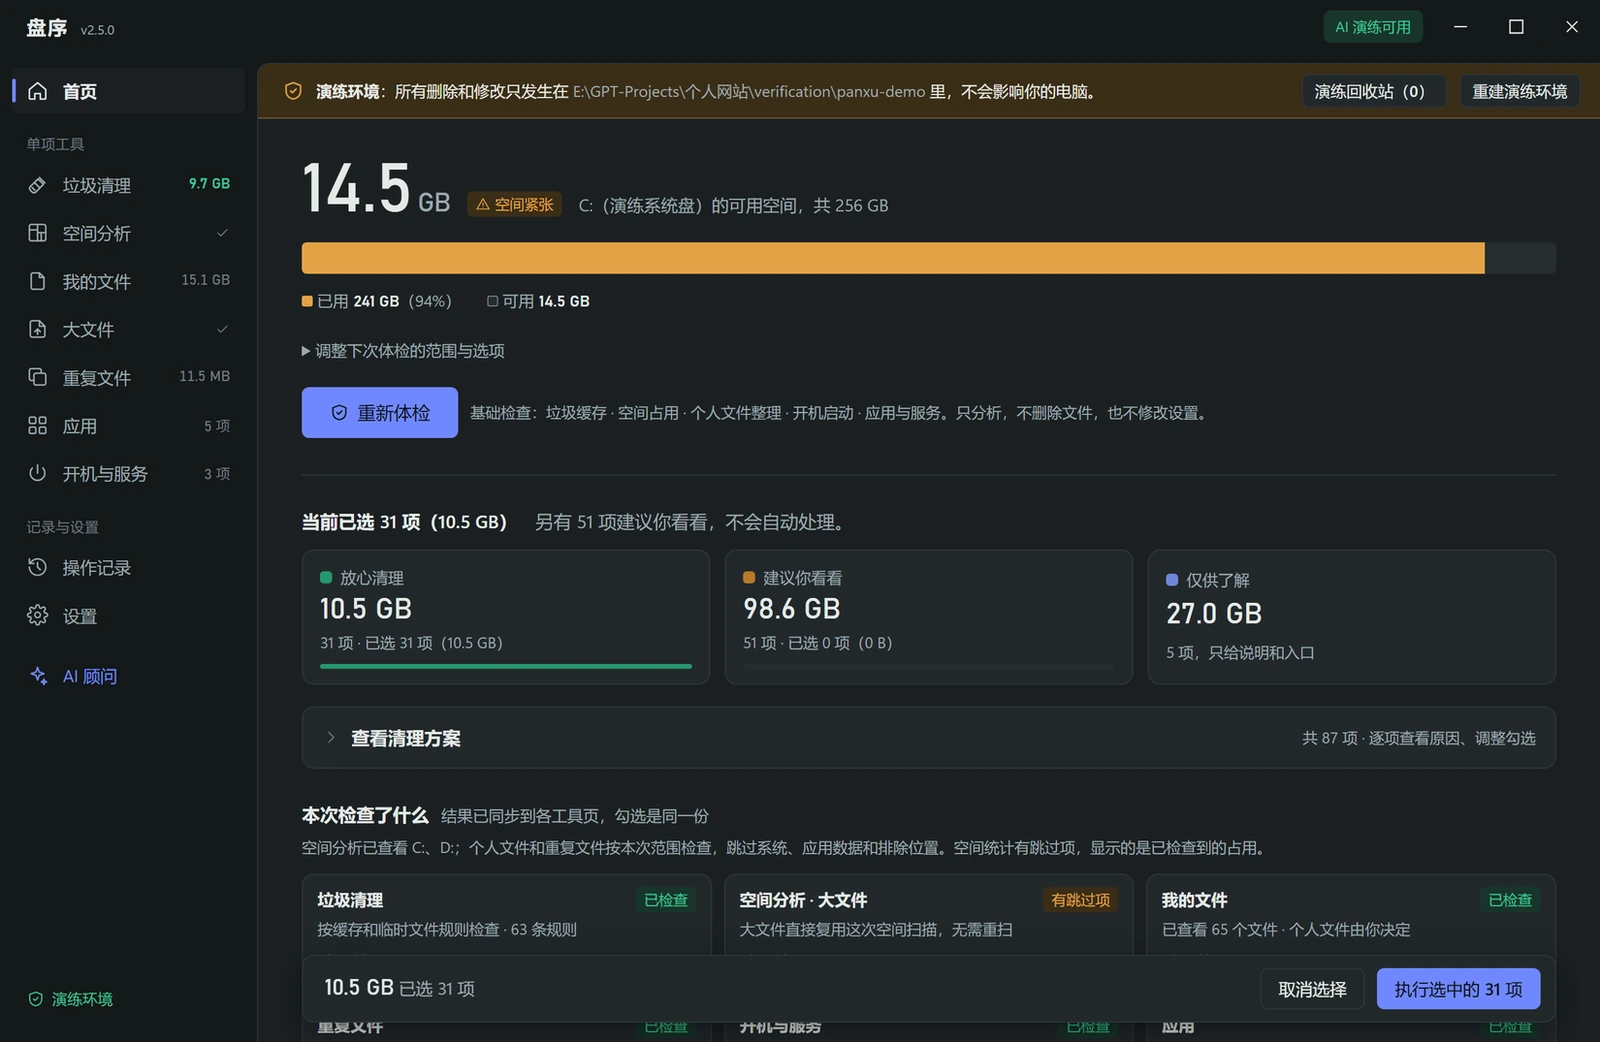 盘序 v2.5.0
AI 演练可用
首页
单项工具
垃圾清理 9.7 GB
空间分析
我的文件 15.1 GB
大文件
重复文件 11.5 MB
应用 5 项
开机与服务 3 项
记录与设置
操作记录
设置
AI 顾问
演练环境
演练环境：所有删除和修改只发生在 E:\GPT-Projects\个人网站\verification\panxu-demo 里，不会影响你的电脑。
演练回收站（0）
重建演练环境
14.5 GB 空间紧张 C:（演练系统盘）的可用空间，共 256 GB
已用 241 GB（94%） 可用 14.5 GB
调整下次体检的范围与选项
重新体检 基础检查：垃圾缓存 · 空间占用 · 个人文件整理 · 开机启动 · 应用与服务。只分析，不删除文件，也不修改设置。
当前已选 31 项（10.5 GB） 另有 51 项建议你看看，不会自动处理。
放心清理
10.5 GB
31 项 · 已选 31 项（10.5 GB）
建议你看看
98.6 GB
51 项 · 已选 0 项（0 B）
仅供了解
27.0 GB
5 项，只给说明和入口
查看清理方案 共 87 项 · 逐项查看原因、调整勾选
本次检查了什么 结果已同步到各工具页，勾选是同一份
空间分析已查看 C:、D:；个人文件和重复文件按本次范围检查，跳过系统、应用数据和排除位置。空间统计有跳过项，显示的是已检查到的占用。
垃圾清理 已检查
按缓存和临时文件规则检查 · 63 条规则
空间分析 · 大文件 有跳过项
大文件直接复用这次空间扫描，无需重扫
我的文件 已检查
已查看 65 个文件 · 个人文件由你决定
10.5 GB 已选 31 项
取消选择
执行选中的 31 项
重复文件 已检查
开机与服务 已检查
应用 已检查